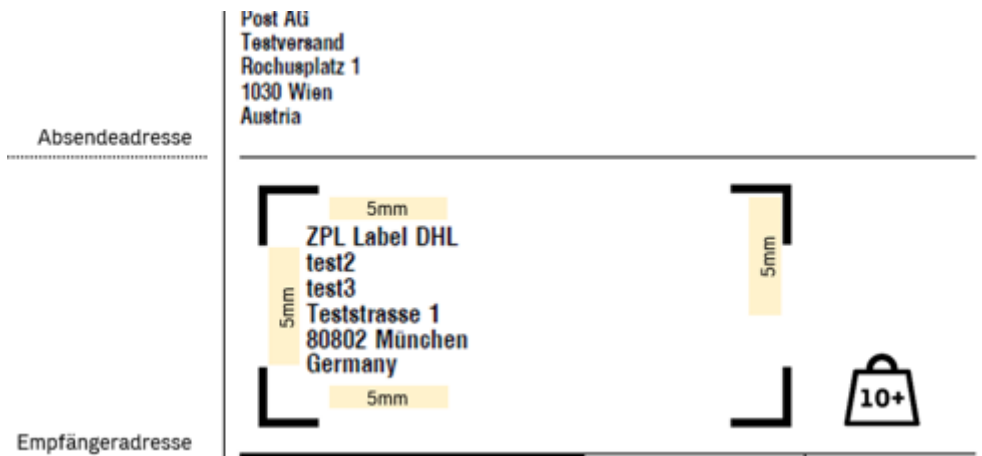 Post AG
Testversand
Rochusplatz 1
1030 Wien
Austria
Absendeadresse
5mm
ZPL Label DHL
test2
test3
Teststrasse 1
80802 München
Germany
5mm
5mm
5mm
10+
Empfängeradresse